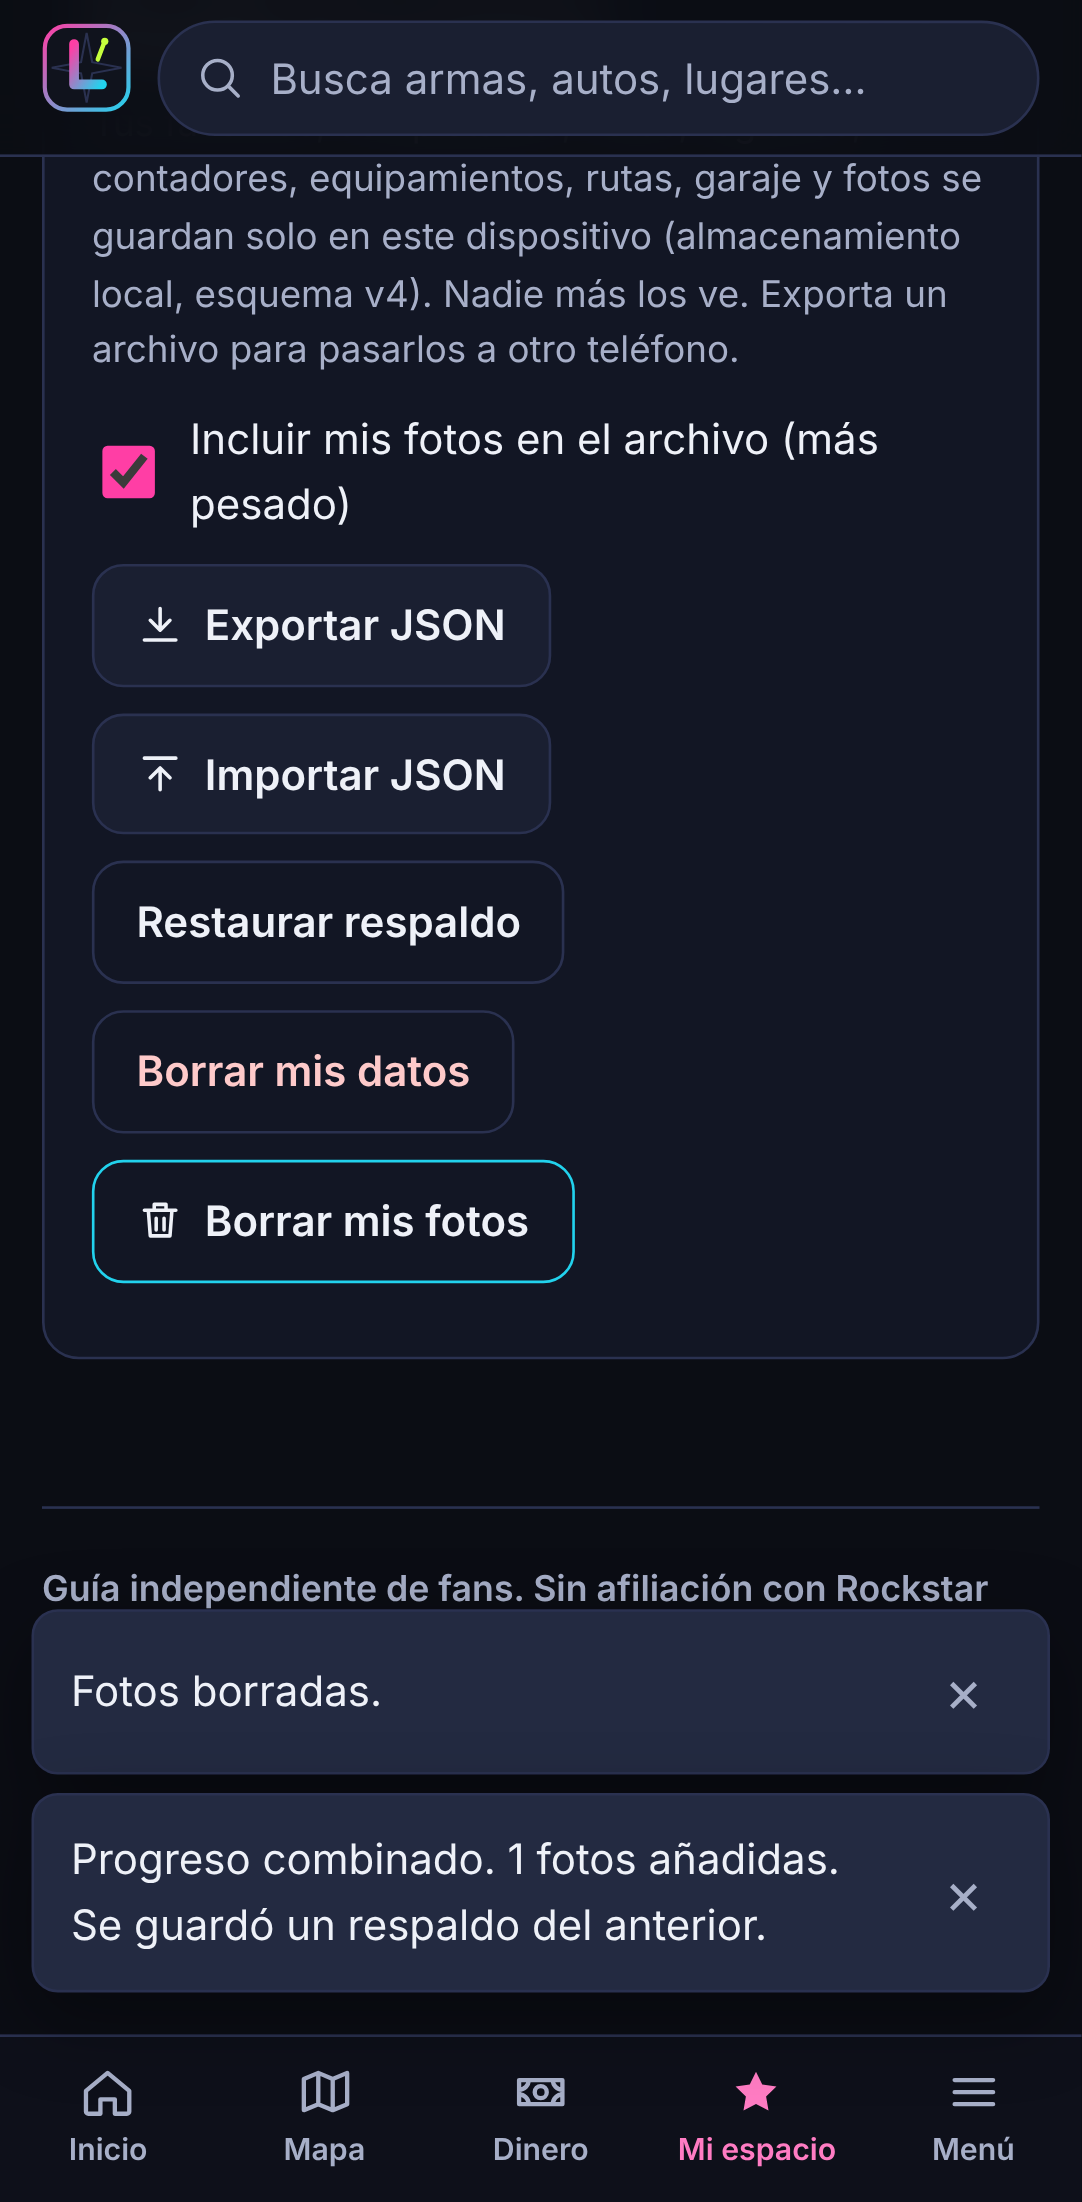 Busca armas, autos, lugares...
contadores, equipamientos, rutas, garaje y fotos se
guardan solo en este dispositivo (almacenamiento
local, esquema v4). Nadie más los ve. Exporta un
archivo para pasarlos a otro teléfono.
Incluir mis fotos en el archivo (más
pesado)
Exportar JSON
Importar JSON
Restaurar respaldo
Borrar mis datos
Borrar mis fotos
Guía independiente de fans. Sin afiliación con Rockstar
Fotos borradas.
Progreso combinado. 1 fotos añadidas.
Se guardó un respaldo del anterior.
Inicio
Mapa
Dinero
Mi espacio
Menú